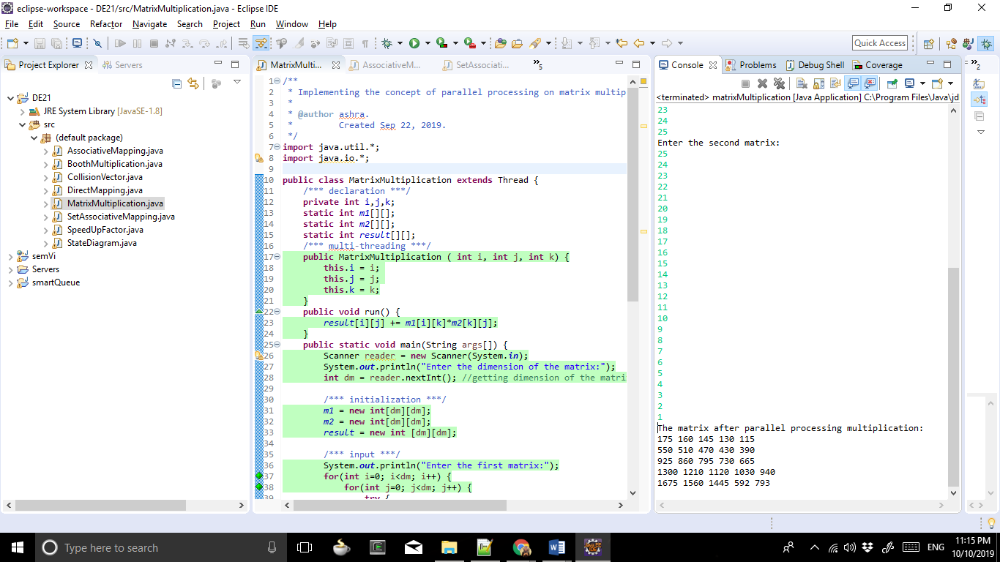 eclipse-workspace - DE21/src/MatrixMultiplication.java - Eclipse IDE
File Edit Source Refactor Navigate Search Project Run Window Help
Quick Access
Project Explorer
Servers
DE21
JRE System Library [JavaSE-1.8]
src
(default package)
AssociativeMapping.java
BoothMultiplication.java
CollisionVector.java
DirectMapping.java
MatrixMultiplication.java
SetAssociativeMapping.java
SpeedUpFactor.java
StateDiagram.java
semVi
Servers
smartQueue
MatrixMulti... AssociativeM... SetAssociati... »5
1 /**
2 * Implementing the concept of parallel processing on matrix multip
3 *
4 * @author ashra.
5 * Created Sep 22, 2019.
6 */
7 import java.util.*;
8 import java.io.*;
9
10 public class MatrixMultiplication extends Thread {
11 /*** declaration ***/
12 private int i,j,k;
13 static int m1[][];
14 static int m2[][];
15 static int result[][];
16 /*** multi-threading ***/
17 public MatrixMultiplication ( int i, int j, int k) {
18 this.i = i;
19 this.j = j;
20 this.k = k;
21 }
22 public void run() {
23 result[i][j] += m1[i][k]*m2[k][j];
24 }
25 public static void main(String args[]) {
26 Scanner reader = new Scanner(System.in);
27 System.out.println("Enter the dimension of the matrix:");
28 int dm = reader.nextInt(); //getting dimension of the matri
29
30 /*** initialization ***/
31 m1 = new int[dm][dm];
32 m2 = new int[dm][dm];
33 result = new int [dm][dm];
34
35 /*** input ***/
36 System.out.println("Enter the first matrix:");
37 for(int i=0; i<dm; i++) {
38 for(int j=0; j<dm; j++) {
39 try {
Console Problems Debug Shell Coverage »2
<terminated> matrixMultiplication [Java Application] C:\Program Files\Java\jd
23
24
25
Enter the second matrix:
25
24
23
22
21
20
19
18
17
16
15
14
13
12
11
10
9
8
7
6
5
4
3
2
1
The matrix after parallel processing multiplication:
175 160 145 130 115
550 510 470 430 390
925 860 795 730 665
1300 1210 1120 1030 940
1675 1560 1445 592 793
Type here to search
ENG
11:15 PM
10/10/2019